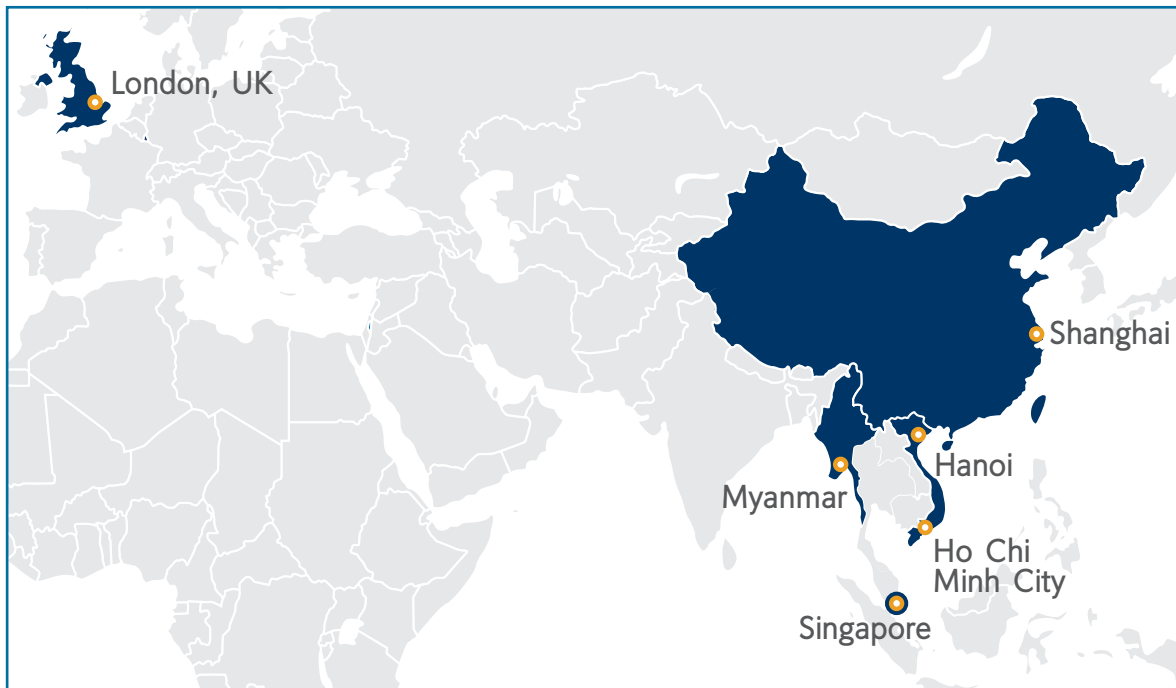 London, UK
Shanghai
Hanoi
Myanmar
Ho Chi
Minh City
Singapore